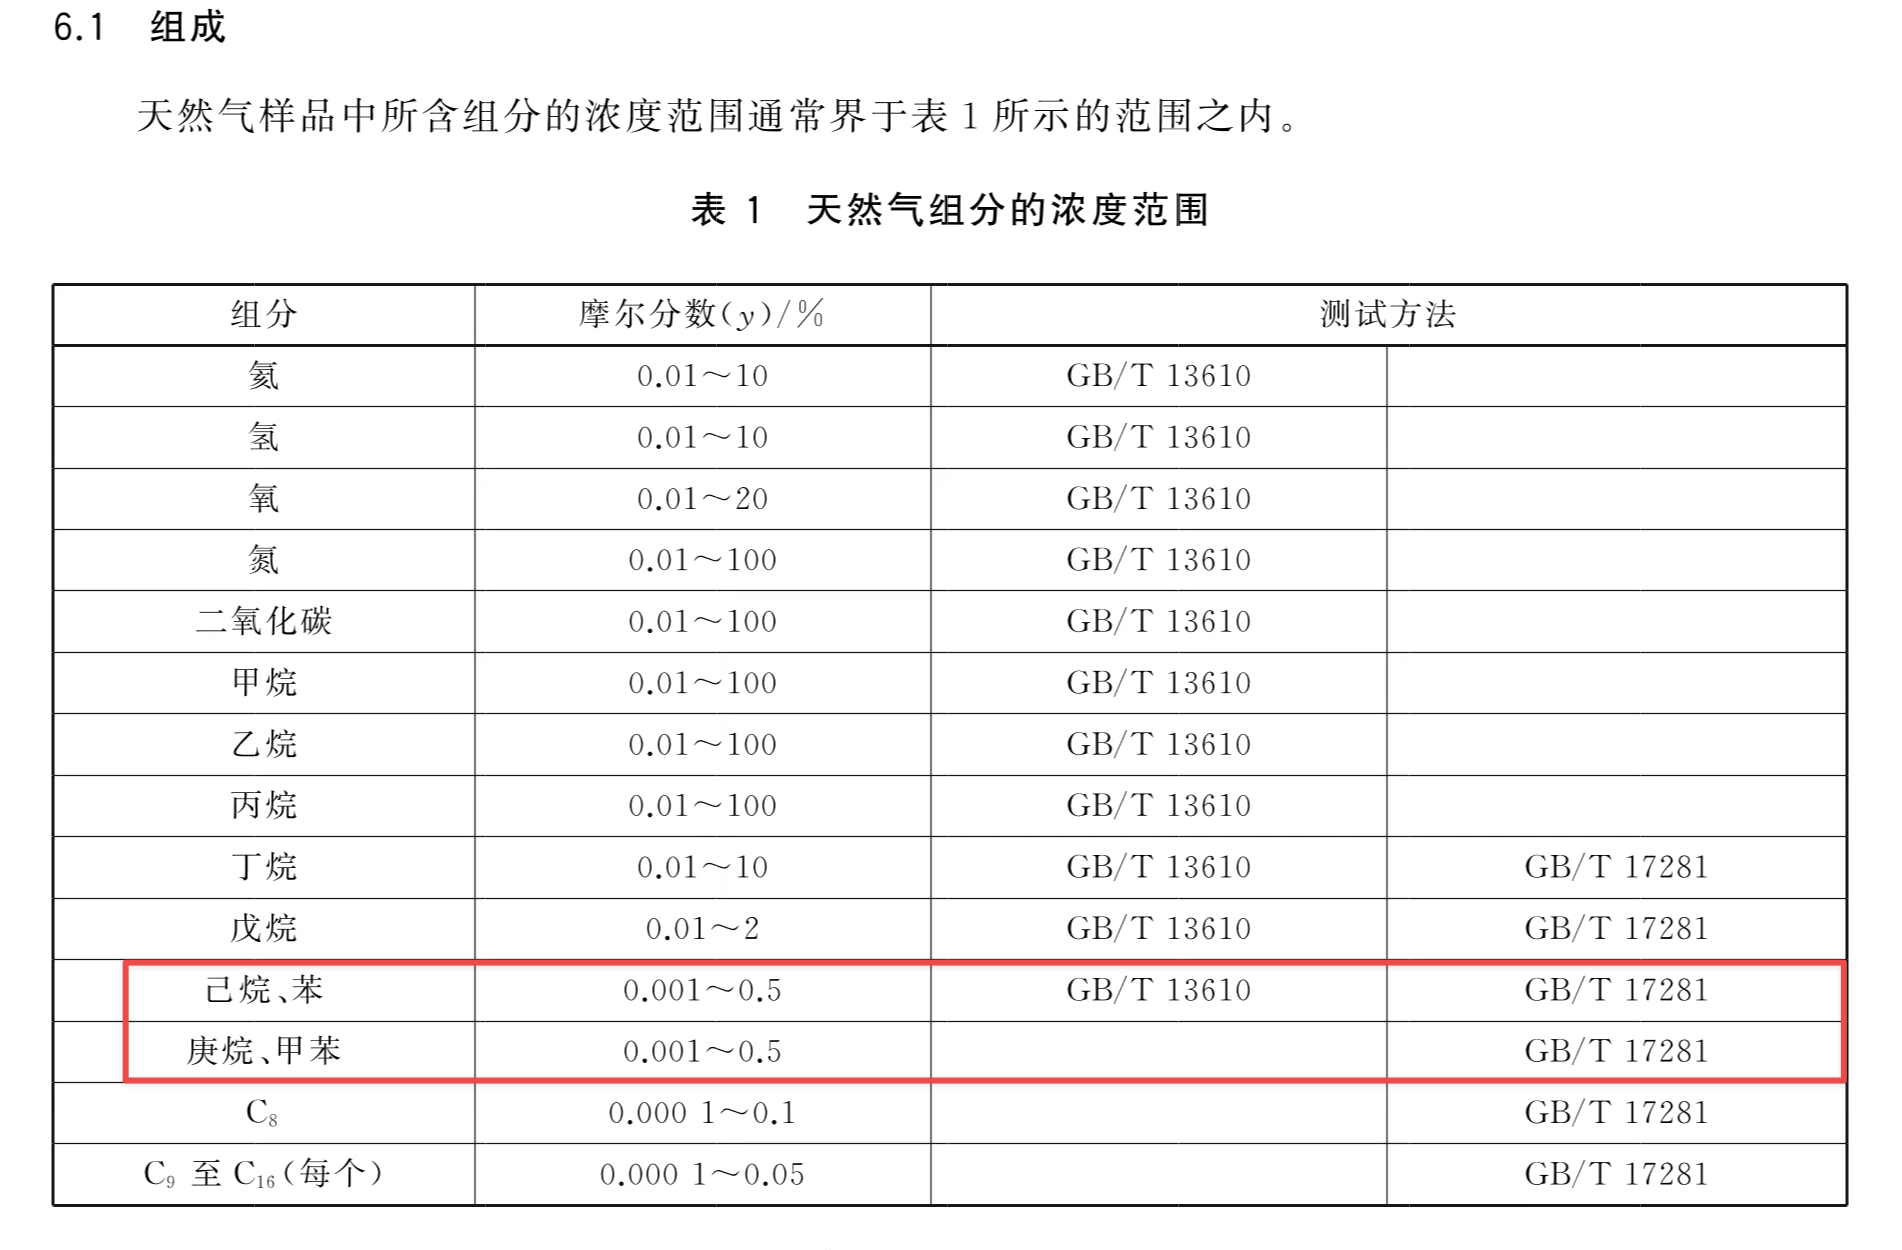 6.1 组成
天然气样品中所含组分的浓度范围通常界于表 1 所示的范围之内。
表 1 天然气组分的浓度范围
组分 摩尔分数(y)/% 测试方法
氦 0.01～10 GB/T 13610
氢 0.01～10 GB/T 13610
氧 0.01～20 GB/T 13610
氮 0.01～100 GB/T 13610
二氧化碳 0.01～100 GB/T 13610
甲烷 0.01～100 GB/T 13610
乙烷 0.01～100 GB/T 13610
丙烷 0.01～100 GB/T 13610
丁烷 0.01～10 GB/T 13610 GB/T 17281
戊烷 0.01～2 GB/T 13610 GB/T 17281
己烷、苯 0.001～0.5 GB/T 13610 GB/T 17281
庚烷、甲苯 0.001～0.5 GB/T 17281
C₈ 0.000 1～0.1 GB/T 17281
C₉ 至 C₁₆(每个) 0.000 1～0.05 GB/T 17281